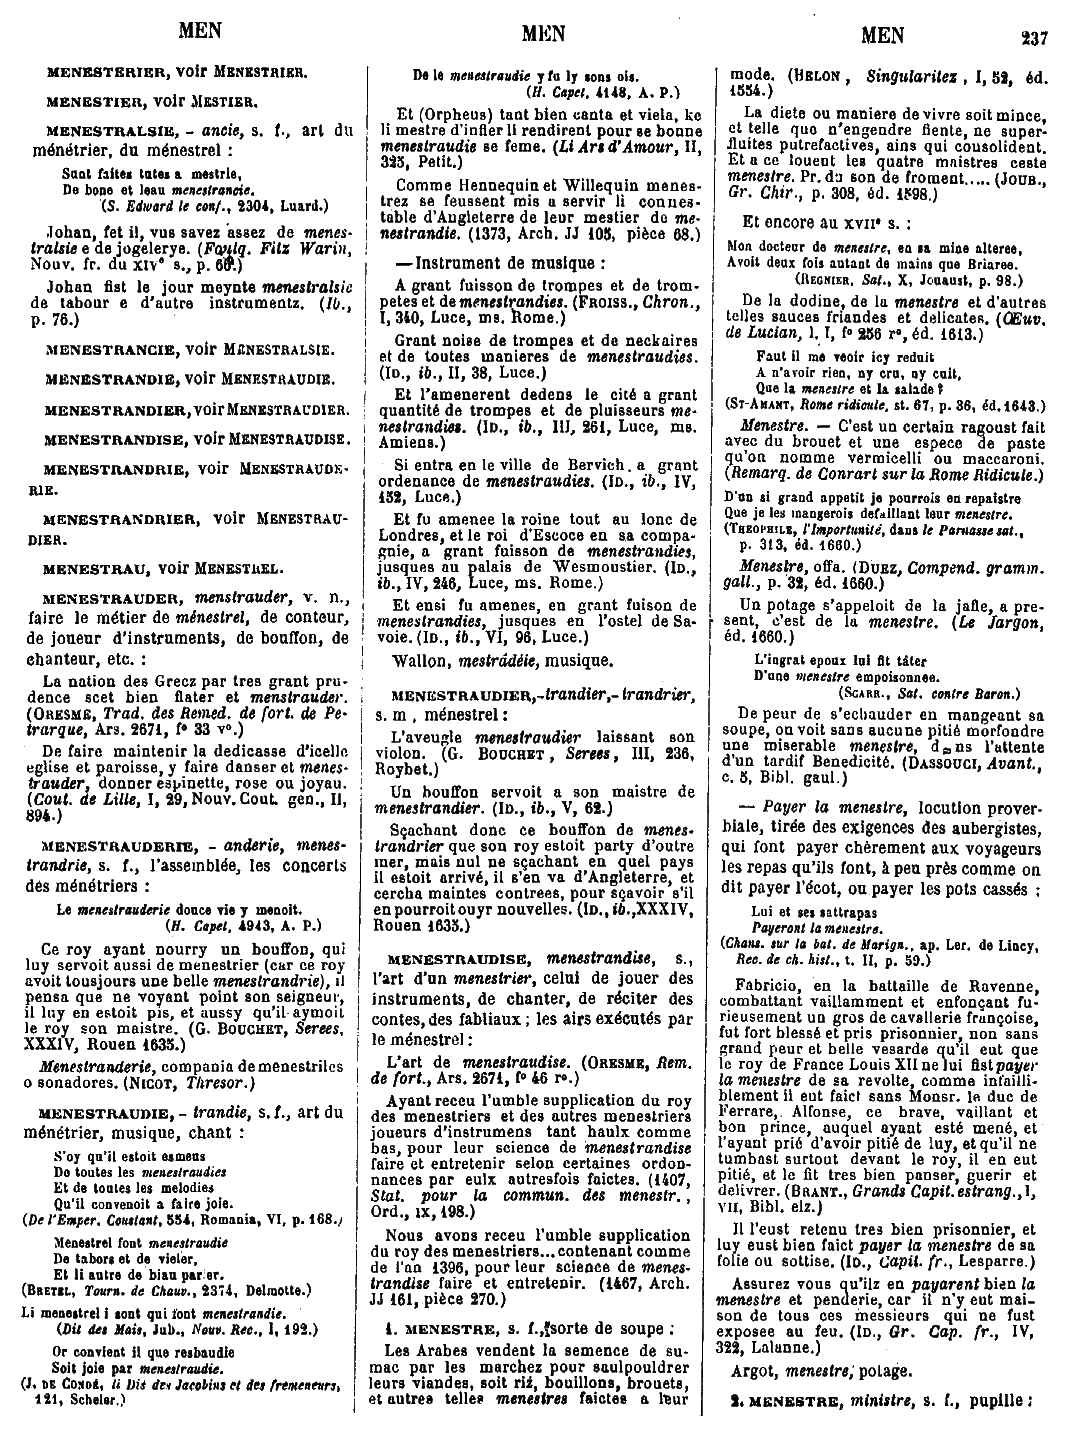 MEN
MEN
MEN
237
MENESTERIER, voir MENESTRIER.
MENESTIER, voir MESTIER.
MENESTRALSIE, - ancie, s. f., art du
ménétrier, du ménestrel :
Sunt faites tutes a mestrie,
De bone et leau menestrancie.
(S. Edward le conf., 2304, Luard.)
Johan, fet il, vus savez assez de menes-
tralsie e de jogelerye. (Foulq. Fitz Warin,
Nouv. fr. du XIVe s., p. 66.)
Johan fist le jour meynte menestralsie
de tabour e d'autre instrumentz. (Ib.,
p. 76.)
MENESTRANCIE, voir MENESTRALSIE.
MENESTRANDIE, voir MENESTRAUDIE.
MENESTRANDIER, voir MENESTRAUDIER.
MENESTRANDISE, voir MENESTRAUDISE.
MENESTRANDRIE, voir MENESTRAUDE-
RIE.
MENESTRANDRIER, voir MENESTRAU-
DIER.
MENESTRAU, voir MENESTREL.
MENESTRAUDER, menstrauder, v. n.,
faire le métier de ménestrel, de conteur,
de joueur d'instruments, de bouffon, de
chanteur, etc. :
La nation des Grecz par tres grant pru-
dence scet bien flater et menstrauder.
(ORESME, Trad. des Remed. de fort. de Pe-
trarque, Ars. 2671, f° 33 v°.)
De faire maintenir la dedicasse d'icelle
eglise et paroisse, y faire danser et menes-
trauder, donner espinette, rose ou joyau.
(Cout. de Lille, I, 29, Nouv. Cout. gen., II,
894.)
MENESTRAUDERIE, - anderie, menes-
trandrie, s. f., l'assemblée, les concerts
des ménétriers :
Le menestrauderie douce vie y menoit.
(H. Capet, 4943, A. P.)
Ce roy ayant nourry un bouffon, qui
luy servoit aussi de menestrier (car ce roy
avoit tousjours une belle menestrandrie), il
pensa que ne voyant point son seigneur,
il luy en estoit pis, et aussy qu'il aymoit
le roy son maistre. (G. BOUCHET, Serees,
XXXIV, Rouen 1635.)
Menestranderie, compania de menestriles
o sonadores. (NICOT, Thresor.)
MENESTRAUDIE, - trandie, s. f., art du
ménétrier, musique, chant :
S'oy qu'il estoit esmeus
De toutes les menestraudies
Et de toutes les melodies
Qu'il convenoit a faire joie.
(De l'Emper. Constant, 554, Romania, VI, p. 168.)
Menestrel font menestraudie
De tabors et de vieler,
Et li autre de biau parler.
(BRETEL, Tourn. de Chauv., 2374, Delmotte.)
Li menestrel i sont qui font menestrandie.
(Dit des Mais, Jub., Nouv. Rec., I, 192.)
Or convient il que resbaudie
Soit joie par menestraudie.
(J. DE CONDÉ, li Dis des Jacobins et des fremeneurs,
121, Scheler.)
De le menestraudie y fu ly sons ois.
(H. Capet, 4148, A. P.)
Et (Orpheus) tant bien canta et viela, ke
li mestre d'infier li rendirent pour se bonne
menestraudie se feme. (Li Ars d'Amour, II,
325, Petit.)
Comme Hennequin et Willequin menes-
trez se feussent mis a servir li connes-
table d'Angleterre de leur mestier de me-
nestrandie. (1373, Arch. JJ 105, pièce 68.)
— Instrument de musique :
A grant fuisson de trompes et de trom-
petes et de menestrandies. (FROISS., Chron.,
I, 340, Luce, ms. Rome.)
Grant noise de trompes et de neckaires
et de toutes manieres de menestraudies.
(ID., ib., II, 38, Luce.)
Et l'amenerent dedens le cité a grant
quantité de trompes et de pluisseurs me-
nestrandies. (ID., ib., III, 261, Luce, ms.
Amiens.)
Si entra en le ville de Bervich, a grant
ordenance de menestraudies. (ID., ib., IV,
152, Luce.)
Et fu amenee la roine tout au lonc de
Londres, et le roi d'Escoce en sa compa-
gnie, a grant fuisson de menestrandies,
jusques au palais de Wesmoustier. (ID.,
ib., IV, 246, Luce, ms. Rome.)
Et ensi fu amenes, en grant fuison de
menestrandies, jusques en l'ostel de Sa-
voie. (ID., ib., VI, 96, Luce.)
Wallon, mestrádéie, musique.
MENESTRAUDIER, - trandier, - trandrier,
s. m., ménestrel :
L'aveugle menestraudier laissant son
violon. (G. BOUCHET, Serees, III, 236,
Roybet.)
Un bouffon servoit a son maistre de
menestrandier. (ID., ib., V, 62.)
Sçachant donc ce bouffon de menes-
trandrier que son roy estoit party d'outre
mer, mais nul ne sçachant en quel pays
il estoit arrivé, il s'en va d'Angleterre, et
cercha maintes contrees, pour sçavoir s'il
en pourroit ouyr nouvelles. (ID., ib., XXXIV,
Rouen 1635.)
MENESTRAUDISE, menestrandise, s.,
l'art d'un menestrier, celui de jouer des
instruments, de chanter, de réciter des
contes, des fabliaux ; les airs exécutés par
le ménestrel :
L'art de menestraudise. (ORESME, Rem.
de fort., Ars. 2671, f° 46 r°.)
Ayant receu l'umble supplication du roy
des menestriers et des autres menestriers
joueurs d'instrumens tant haulx comme
bas, pour leur science de menestrandise
faire et entretenir selon certaines ordon-
nances par eulx autresfois faictes. (1407,
Stat. pour la commun. des menestr.,
Ord., IX, 198.)
Nous avons receu l'umble supplication
du roy des menestriers... contenant comme
de l'an 1396, pour leur science de menes-
trandise faire et entretenir. (1467, Arch.
JJ 161, pièce 270.)
1. MENESTRE, s. f., sorte de soupe :
Les Arabes vendent la semence de su-
mac par les marchez pour saulpouldrer
leurs viandes, soit riz, bouillons, brouets,
et autres telles menestres faictes a leur
mode. (BELON, Singularitez, I, 52, éd.
1554.)
La diete ou maniere de vivre soit mince,
et telle que n'engendre fiente, ne super-
fluites putrefactives, ains qui cousolident.
Et a ce louent les quatre maistres ceste
menestre. Pr. du son de froment..... (JOUB.,
Gr. Chir., p. 308, éd. 1598.)
Et encore au XVIIe s. :
Mon docteur de menestre, en sa mine alteree,
Avoit deux fois autant de mains que Briaree.
(REGNIER, Sat., X, Jouaust, p. 98.)
De la dodine, de la menestre et d'autres
telles sauces friandes et delicates. (Œuv.
de Lucian, l. I, f° 256 r°, éd. 1613.)
Faut il me veoir icy reduit
A n'avoir rien, ny cru, ny cuit,
Que la menestre et la salade ?
(ST-AMANT, Rome ridicule, st. 67, p. 36, éd. 1643.)
Menestre. — C'est un certain ragoust fait
avec du brouet et une espece de paste
qu'on nomme vermicelli ou maccaroni.
(Remarq. de Conrart sur la Rome Ridicule.)
D'un si grand appetit je pourrois en repaistre
Que je les mangerois defaillant leur menestre.
(THEOPHILE, l'Importunité, dans le Parnasse sat.,
p. 313, éd. 1660.)
Menestre, offa. (DUEZ, Compend. gramm.
gall., p. 32, éd. 1660.)
Un potage s'appeloit de la jafle, a pre-
sent, c'est de la menestre. (Le Jargon,
éd. 1660.)
L'ingrat epoux lui fit tâter
D'une menestre empoisonnee.
(SCARR., Sat. contre Baron.)
De peur de s'echauder en mangeant sa
soupe, on voit sans aucune pitié morfondre
une miserable menestre, dans l'attente
d'un tardif Benedicité. (DASSOUCI, Avant.,
c. 5, Bibl. gaul.)
— Payer la menestre, locution prover-
biale, tirée des exigences des aubergistes,
qui font payer chèrement aux voyageurs
les repas qu'ils font, à peu près comme on
dit payer l'écot, ou payer les pots cassés :
Lui et ses sattrapas
Payeront la menestre.
(Chans. sur la bat. de Marign., ap. Ler. de Lincy,
Rec. de ch. hist., t. II, p. 59.)
Fabricio, en la battaille de Ravenne,
combattant vaillamment et enfonçant fu-
rieusement un gros de cavallerie françoise,
fut fort blessé et pris prisonnier, non sans
grand peur et belle vesarde qu'il eut que
le roy de France Louis XII ne lui fist payer
la menestre de sa revolte, comme infailli-
blement il eut faict sans Monsr. le duc de
Ferrare, Alfonse, ce brave, vaillant et
bon prince, auquel ayant esté mené, et
l'ayant prié d'avoir pitié de luy, et qu'il ne
tumbast surtout devant le roy, il en eut
pitié, et le fit tres bien panser, guerir et
delivrer. (BRANT., Grands Capit. estrang., I,
VII, Bibl. elz.)
Il l'eust retenu tres bien prisonnier, et
luy eust bien faict payer la menestre de sa
folie ou sottise. (ID., Capit. fr., Lesparre.)
Assurez vous qu'ilz en payarent bien la
menestre et penderie, car il n'y eut mai-
son de tous ces messieurs qui ne fust
exposee au feu. (ID., Gr. Cap. fr., IV,
322, Lalanne.)
Argot, menestre, potage.
2. MENESTRE, ministre, s. f., pupille :